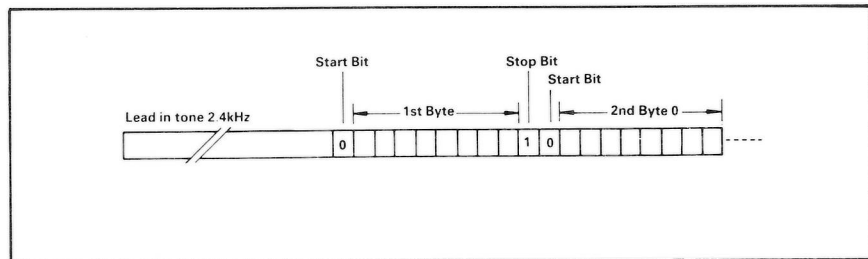 Start Bit
Stop Bit
Start Bit
Lead in tone 2.4kHz
1st Byte
2nd Byte 0
0
1
0